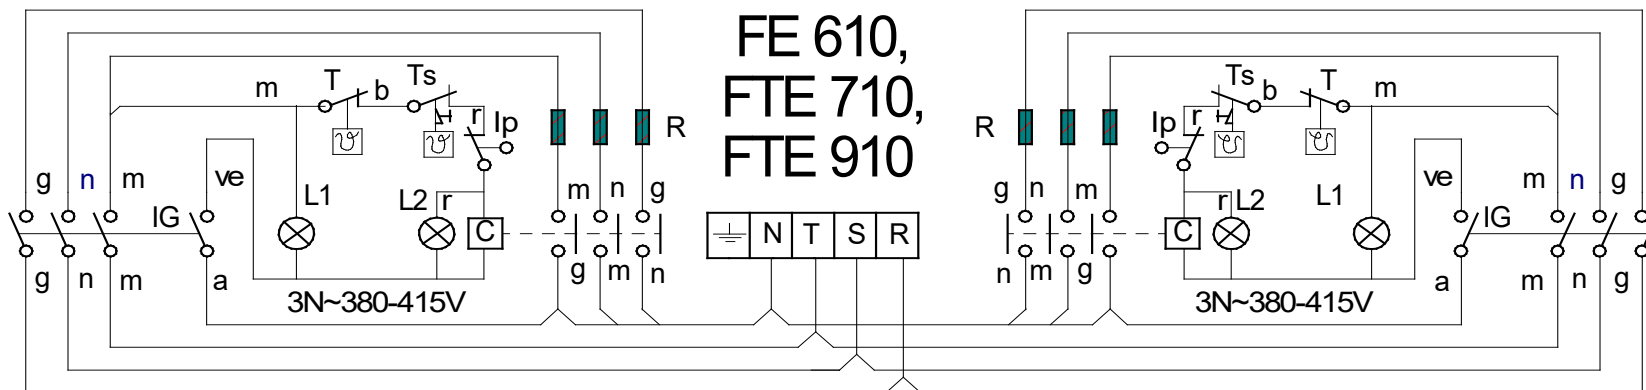 FE 610,
FTE 710,
FTE 910
m T b Ts r Ip R
R Ip r Ts b T m
g n m IG ve L1 L2 r C m n g
g n m r L2 L1 ve IG m n g
N T S R
C
g n m a g m n
n m g a m n g
3N~380-415V
3N~380-415V